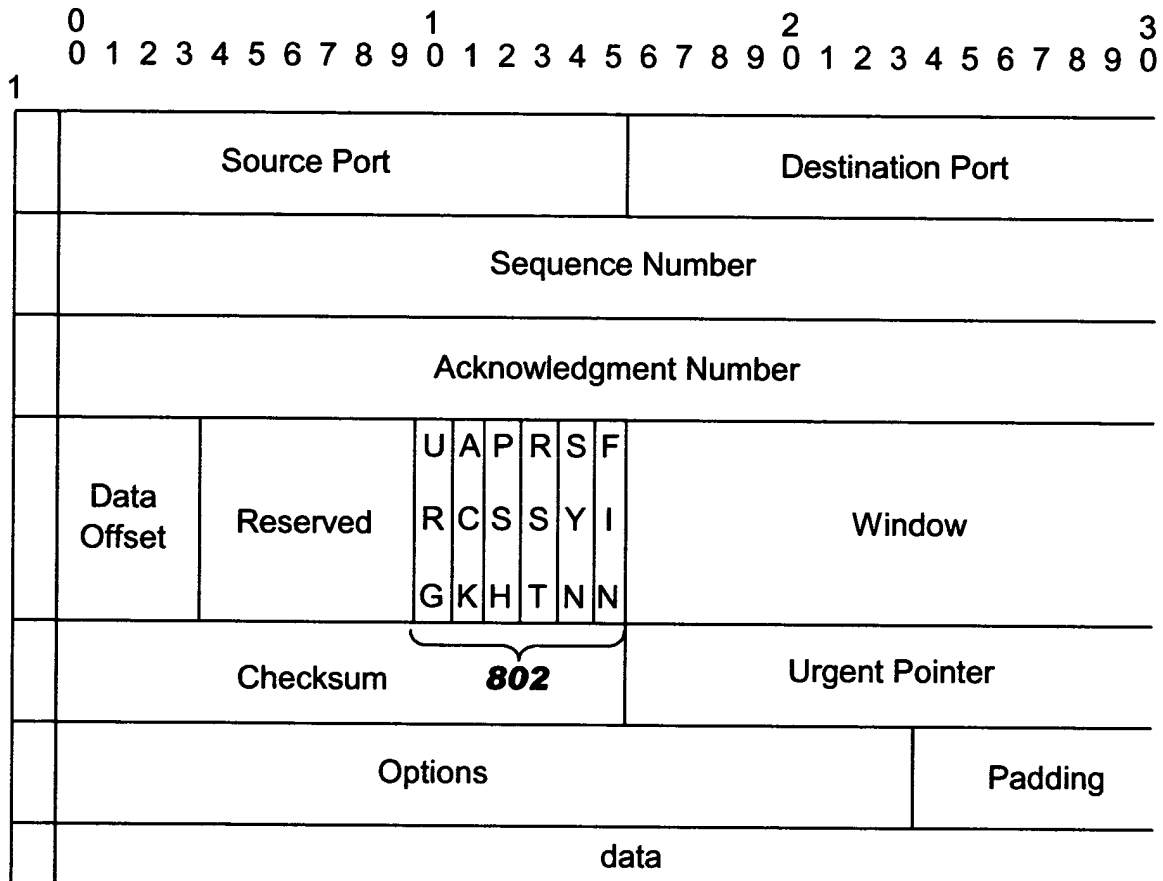 0 1 2 3
0 1 2 3 4 5 6 7 8 9 0 1 2 3 4 5 6 7 8 9 0 1 2 3 4 5 6 7 8 9 0
1
Source Port Destination Port
Sequence Number
Acknowledgment Number
U A P R S F
Data
Offset Reserved R C S S Y I Window
G K H T N N
Checksum 802 Urgent Pointer
Options Padding
data